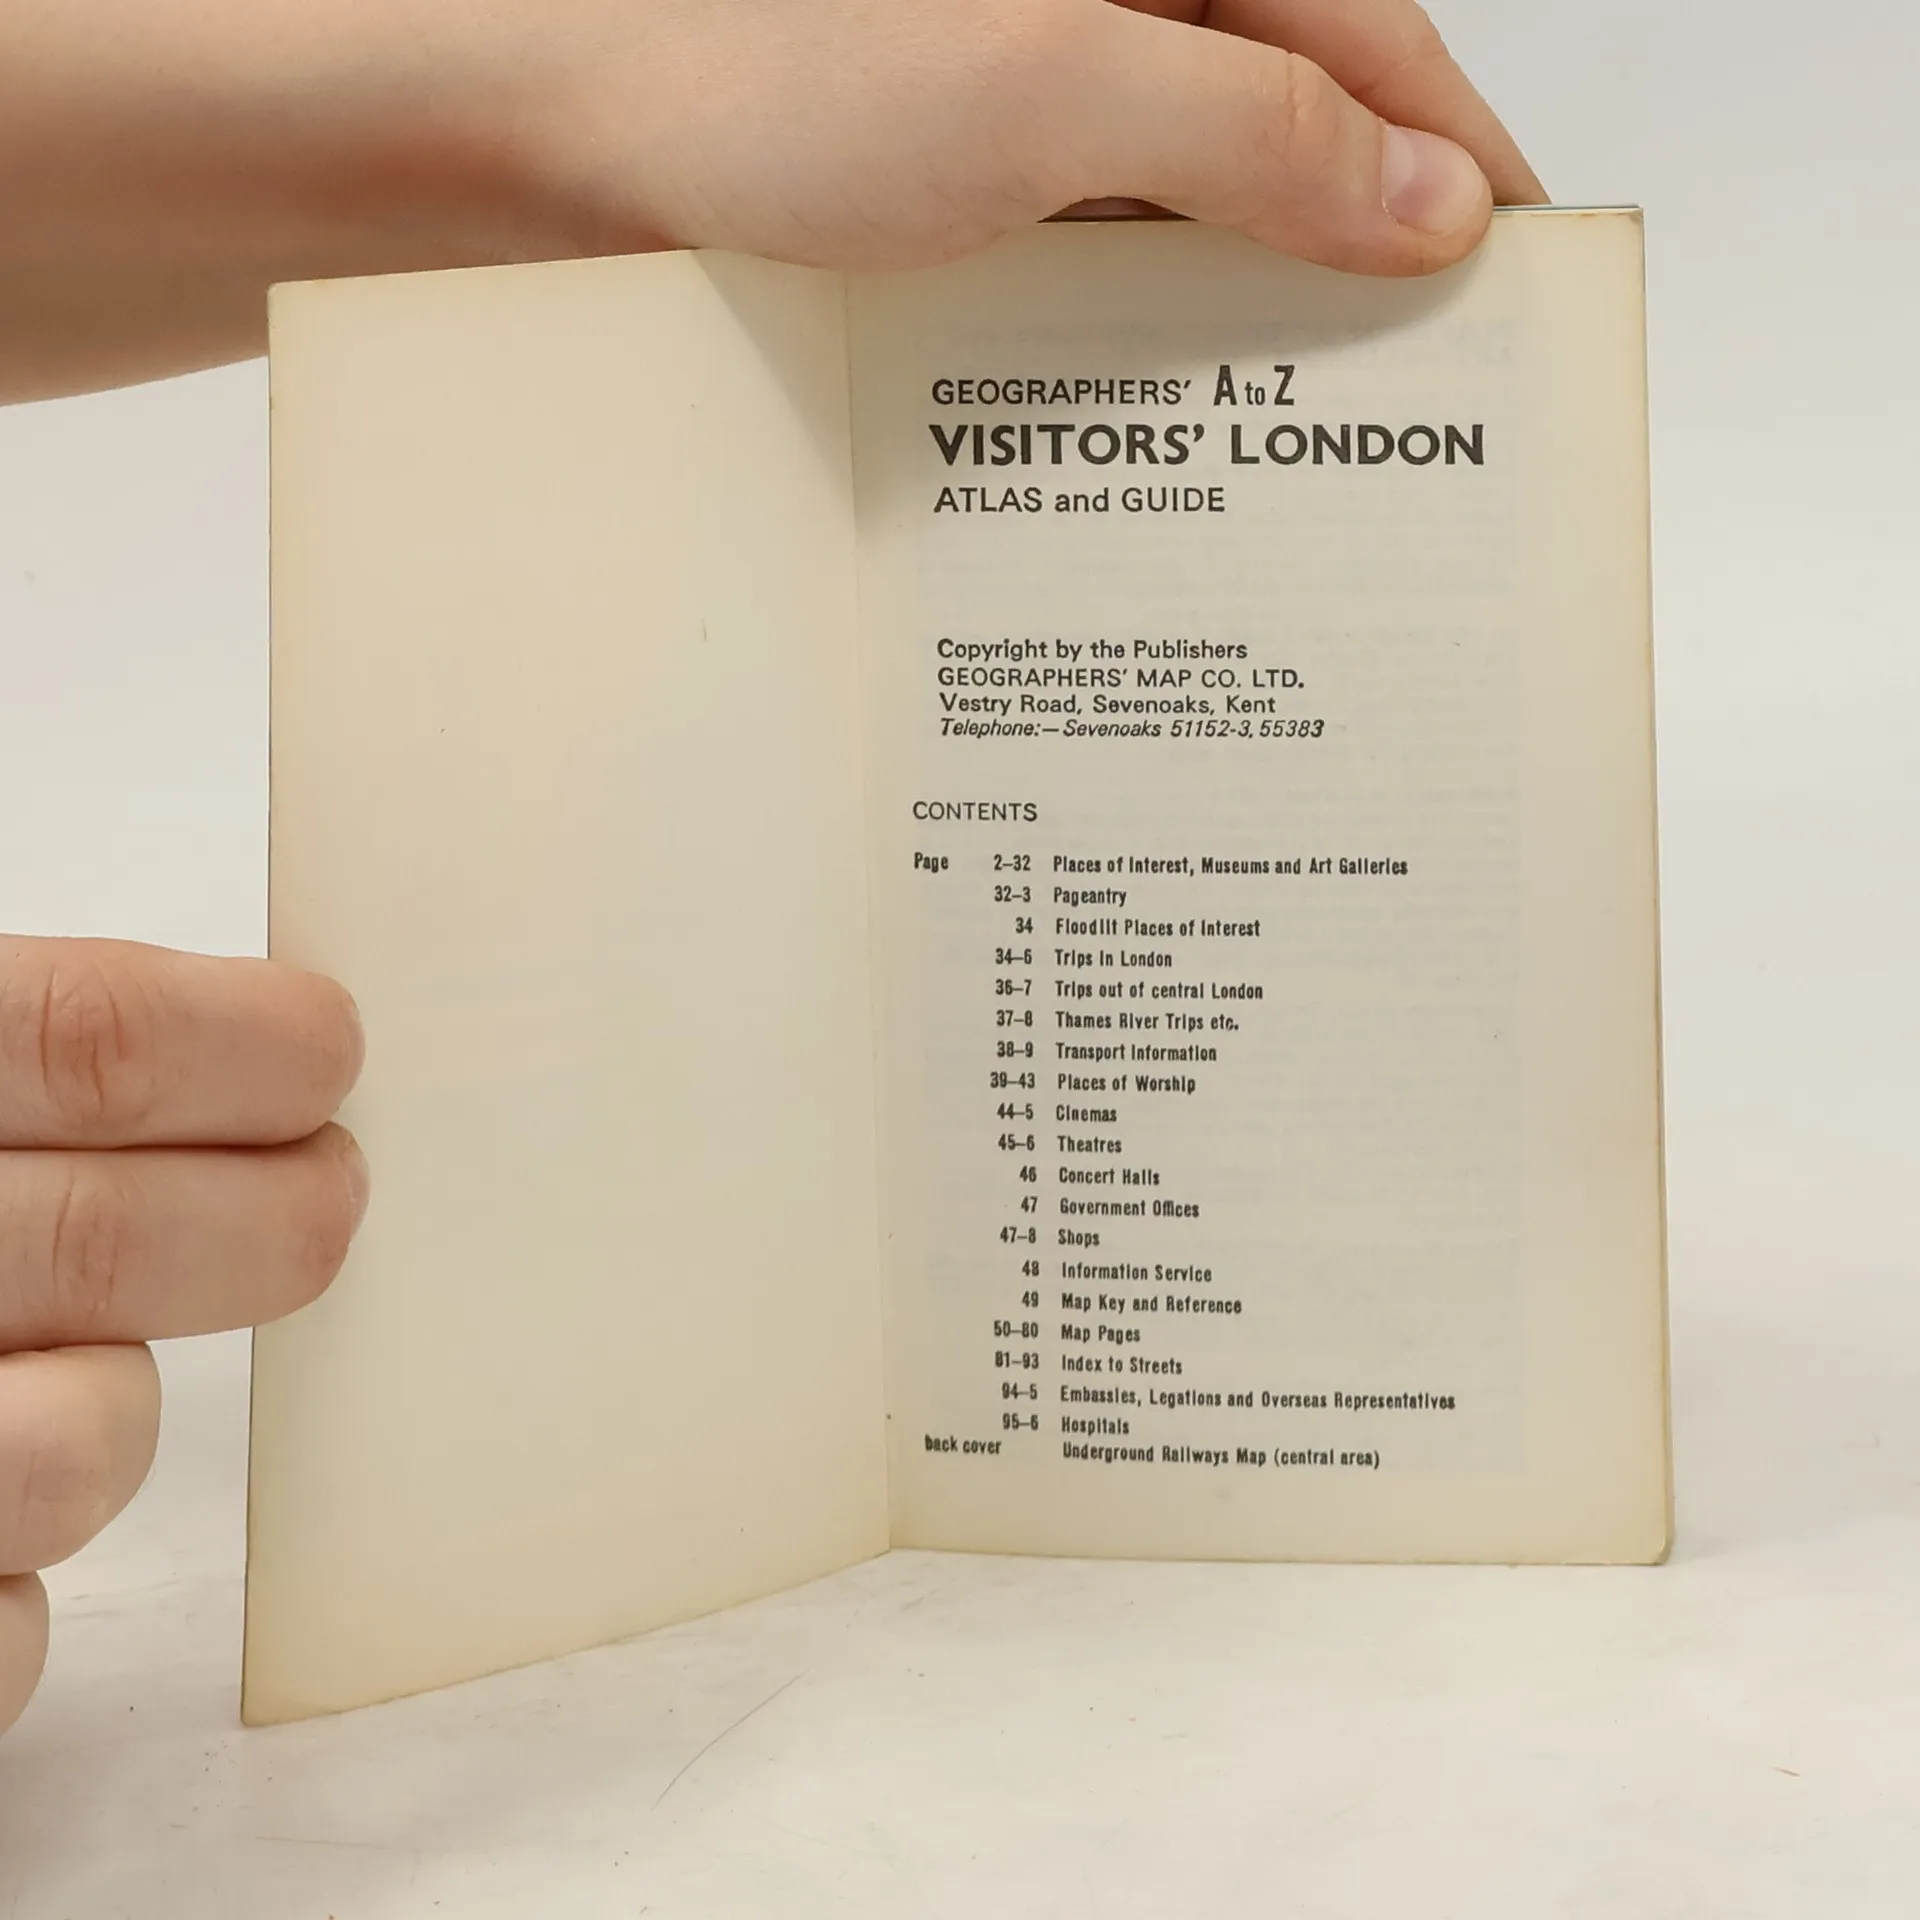 GEOGRAPHERS' A to Z
VISITORS' LONDON
ATLAS and GUIDE
Copyright by the Publishers
GEOGRAPHERS' MAP CO. LTD.
Vestry Road, Sevenoaks, Kent
Telephone:—Sevenoaks 51152-3, 55383
CONTENTS
Page 2–32 Places of Interest, Museums and Art Galleries
32–3 Pageantry
34 Floodlit Places of Interest
34–6 Trips in London
36–7 Trips out of central London
37–8 Thames River Trips etc.
38–9 Transport Information
39–43 Places of Worship
44–5 Cinemas
45–6 Theatres
46 Concert Halls
47 Government Offices
47–8 Shops
48 Information Service
49 Map Key and Reference
50–80 Map Pages
81–93 Index to Streets
94–5 Embassies, Legations and Overseas Representatives
95–6 Hospitals
back cover Underground Railways Map (central area)